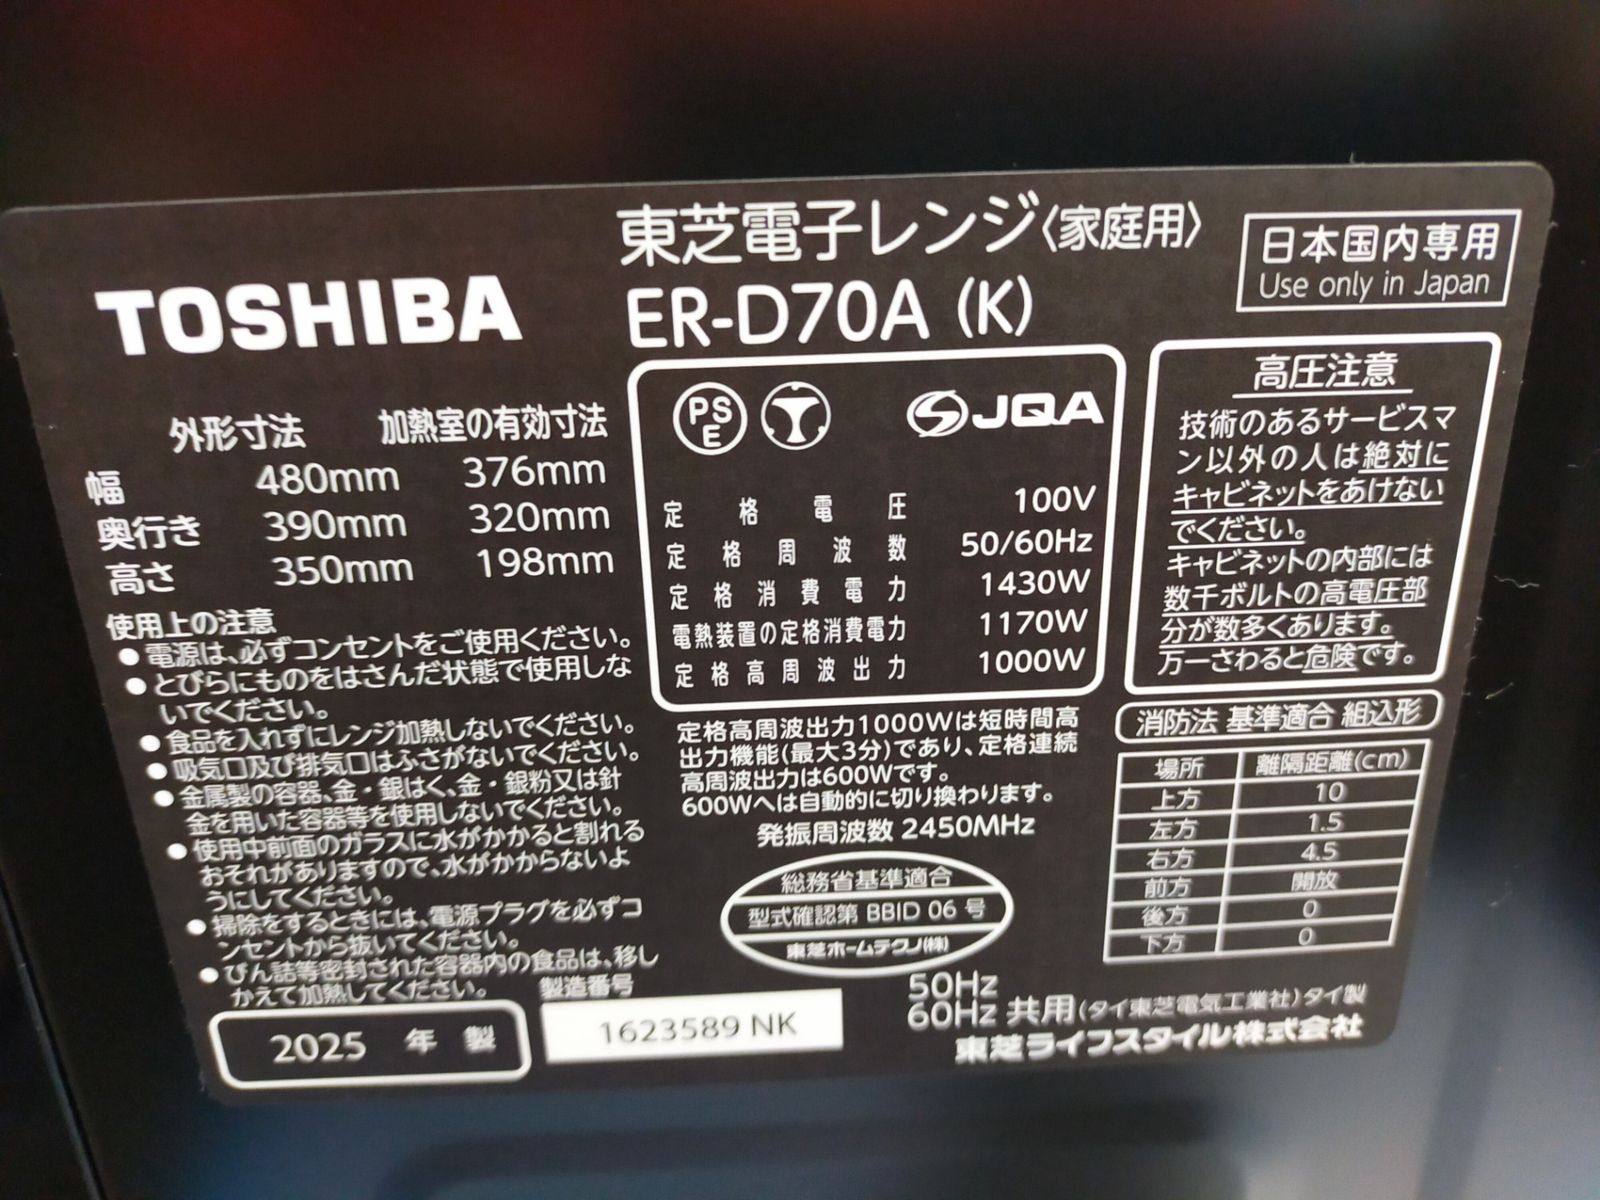 東芝電子レンジ〈家庭用〉
TOSHIBA
ER-D70A (K)
日本国内専用
Use only in Japan
外形寸法 加熱室の有効寸法
幅 480mm 376mm
奥行き 390mm 320mm
高さ 350mm 198mm
使用上の注意
●電源は、必ずコンセントをご使用ください。
●とびらにものをはさんだ状態で使用しな
いでください。
●食品を入れずにレンジ加熱しないでください。
●吸気口及び排気口はふさがないでください。
●金属製の容器、金・銀はく、金・銀粉又は針
金を用いた容器等を使用しないでください。
●使用中前面のガラスに水がかかると割れる
おそれがありますので、水がかからないよ
うにしてください。
●掃除をするときには、電源プラグを必ずコ
ンセントから抜いてください。
●びん詰等密封された容器内の食品は、移し
かえて加熱してください。
2025 年 製
製造番号
1623589 NK
PS
E
JQA
定格電圧 100V
定格周波数 50/60Hz
定格消費電力 1430W
電熱装置の定格消費電力 1170W
定格高周波出力 1000W
定格高周波出力1000Wは短時間高
出力機能(最大3分)であり、定格連続
高周波出力は600Wです。
600Wへは自動的に切り換わります。
発振周波数 2450MHz
総務省基準適合
型式確認第 BBID 06 号
東芝ホームテクノ(株)
高圧注意
技術のあるサービスマ
ン以外の人は絶対に
キャビネットをあけない
でください。
キャビネットの内部には
数千ボルトの高電圧部
分が数多くあります。
万一さわると危険です。
消防法 基準適合 組込形
場所 離隔距離(cm)
上方 10
左方 1.5
右方 4.5
前方 開放
後方 0
下方 0
50Hz
60Hz 共用 (タイ東芝電気工業社) タイ製
東芝ライフスタイル株式会社